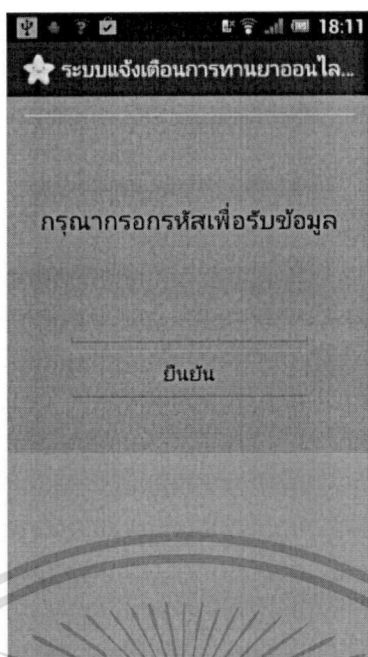 18:11
ระบบแจ้งเตือนการทานยาออนไล...
กรุณากรอกรหัสเพื่อรับข้อมูล
ยืนยัน